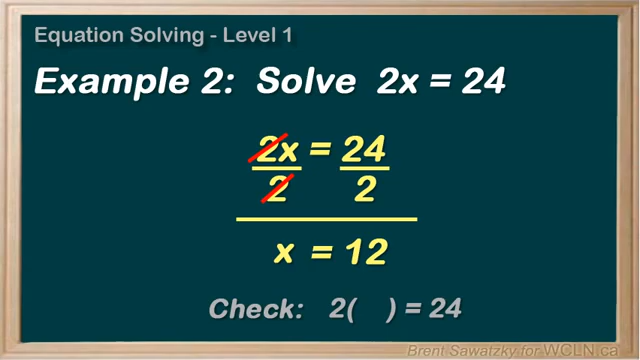 Equation Solving - Level 1
Example 2: Solve 2x = 24
2x = 24
2 2
x = 12
Check: 2( ) = 24
Brent Sawatzky for WCLN.ca